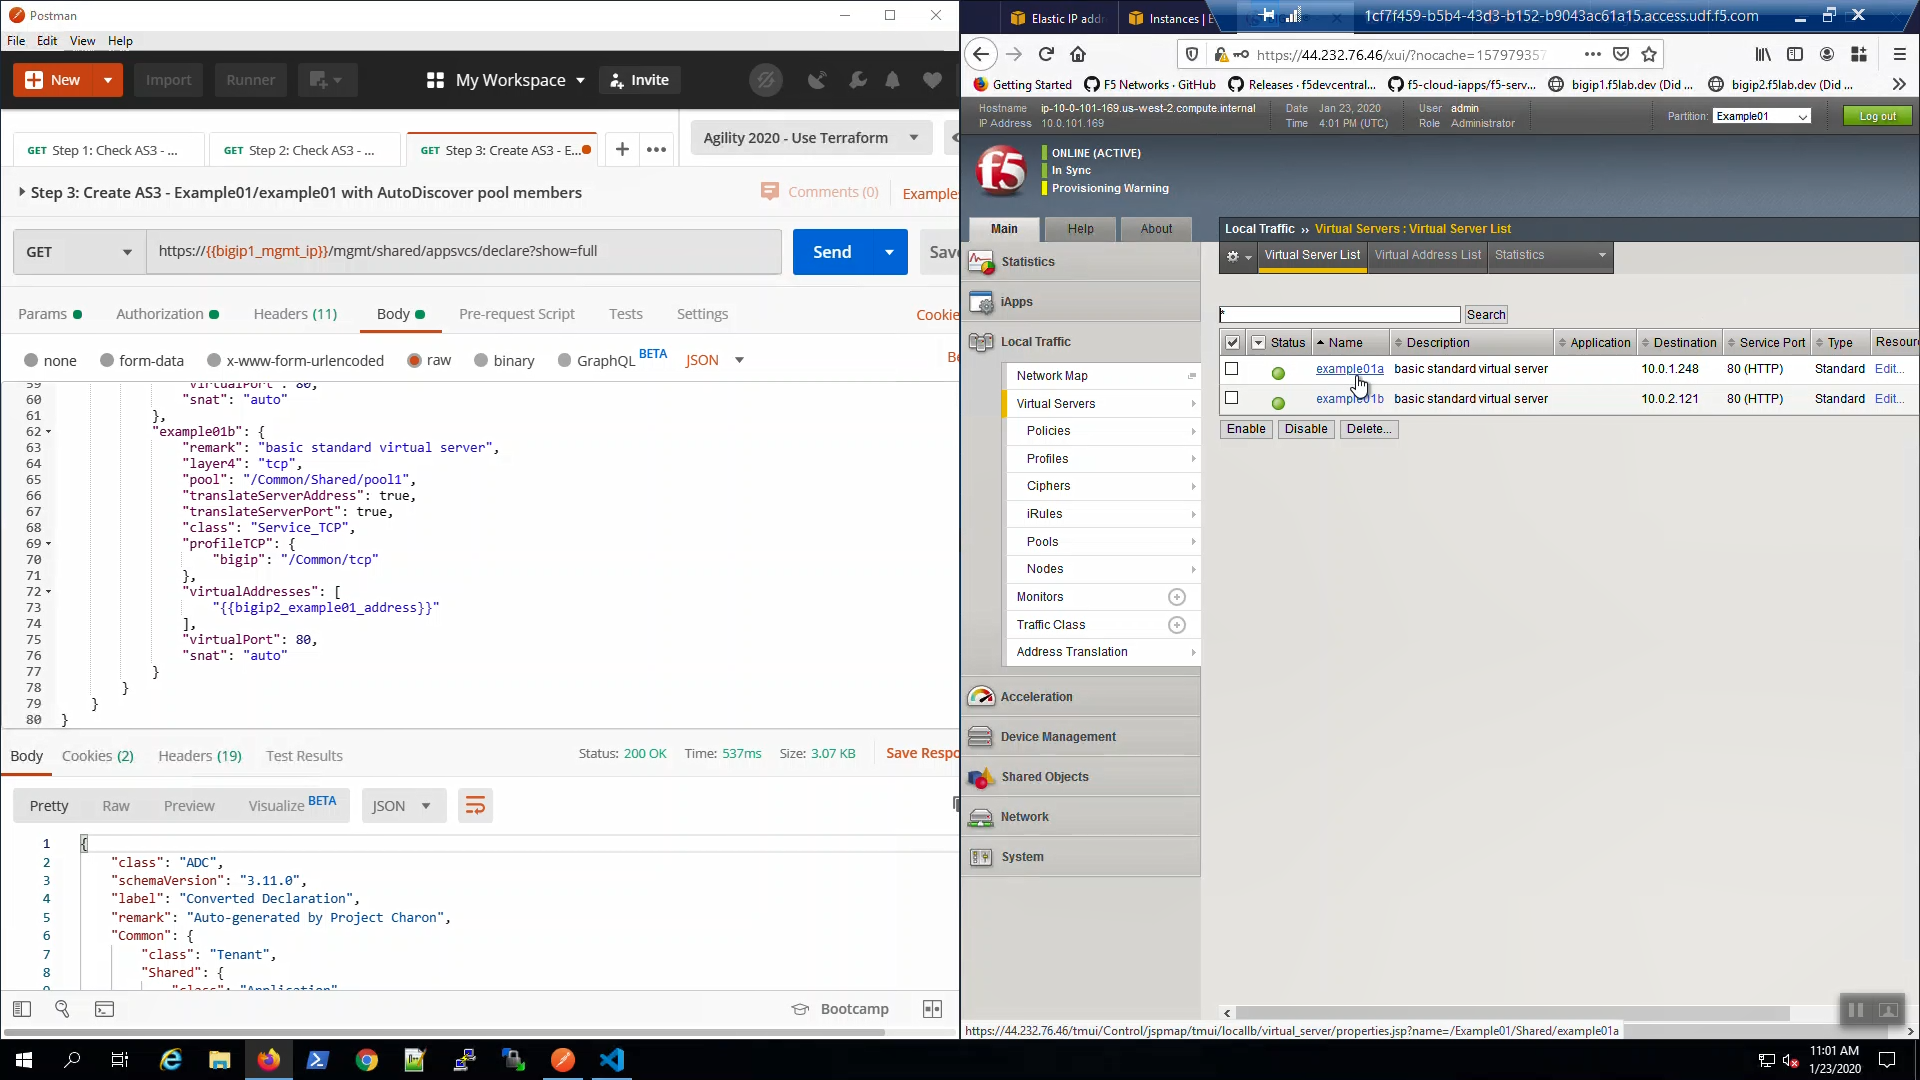 Postman
File Edit View Help
New Import Runner My Workspace Invite
GET Step 1: Check AS3 - ...
GET Step 2: Check AS3 - ...
GET Step 3: Create AS3 - E...
Agility 2020 - Use Terraform
Step 3: Create AS3 - Example01/example01 with AutoDiscover pool members
Comments (0) Examples
GET https://{{bigip1_mgmt_ip}}/mgmt/shared/appsvcs/declare?show=full Send Save
Params Authorization Headers (11) Body Pre-request Script Tests Settings Cookie
none form-data x-www-form-urlencoded raw binary GraphQL BETA JSON Be
59 "virtualPort": 80,
60 "snat": "auto"
61 },
62 "example01b": {
63 "remark": "basic standard virtual server",
64 "layer4": "tcp",
65 "pool": "/Common/Shared/pool1",
66 "translateServerAddress": true,
67 "translateServerPort": true,
68 "class": "Service_TCP",
69 "profileTCP": {
70 "bigip": "/Common/tcp"
71 },
72 "virtualAddresses": [
73 "{{bigip2_example01_address}}"
74 ],
75 "virtualPort": 80,
76 "snat": "auto"
77 }
78 }
79 }
80 }
Body Cookies (2) Headers (19) Test Results Status: 200 OK Time: 537ms Size: 3.07 KB Save Respo
Pretty Raw Preview Visualize BETA JSON
1 {
2 "class": "ADC",
3 "schemaVersion": "3.11.0",
4 "label": "Converted Declaration",
5 "remark": "Auto-generated by Project Charon",
6 "Common": {
7 "class": "Tenant",
8 "Shared": {
9 "class": "Application"
Bootcamp
Elastic IP addr
Instances | E
1cf7f459-b5b4-43d3-b152-b9043ac61a15.access.udf.f5.com
https://44.232.76.46/xui/?nocache=157979357
Getting Started F5 Networks · GitHub Releases · f5devcentral... f5-cloud-iapps/f5-serv... bigip1.f5lab.dev (Did ... bigip2.f5lab.dev (Did ...
Hostname ip-10-0-101-169.us-west-2.compute.internal Date Jan 23, 2020 User admin
IP Address 10.0.101.169 Time 4:01 PM (UTC) Role Administrator
Partition: Example01 Log out
f5
ONLINE (ACTIVE)
In Sync
Provisioning Warning
Main Help About
Local Traffic ›› Virtual Servers : Virtual Server List
Virtual Server List Virtual Address List Statistics
Statistics
iApps
Local Traffic
Network Map
Virtual Servers
Policies
Profiles
Ciphers
iRules
Pools
Nodes
Monitors
Traffic Class
Address Translation
Acceleration
Device Management
Shared Objects
Network
System
* Search
Status Name Description Application Destination Service Port Type Resour
example01a basic standard virtual server 10.0.1.248 80 (HTTP) Standard Edit...
example01b basic standard virtual server 10.0.2.121 80 (HTTP) Standard Edit...
Enable Disable Delete...
https://44.232.76.46/tmui/Control/jspmap/tmui/locallb/virtual_server/properties.jsp?name=/Example01/Shared/example01a
11:01 AM
1/23/2020